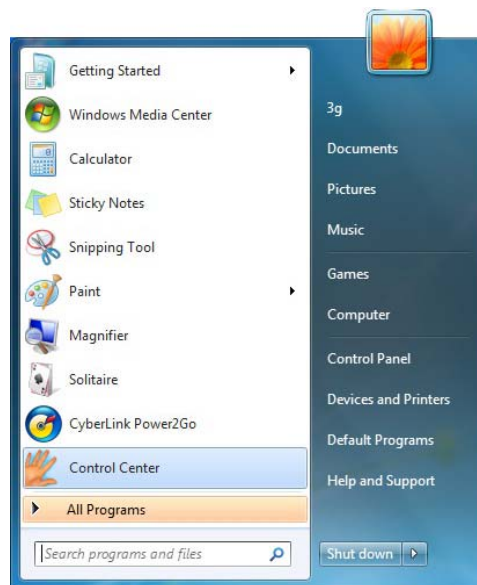 Getting Started
Windows Media Center
Calculator
Sticky Notes
Snipping Tool
Paint
Magnifier
Solitaire
CyberLink Power2Go
Control Center
All Programs
Search programs and files
3g
Documents
Pictures
Music
Games
Computer
Control Panel
Devices and Printers
Default Programs
Help and Support
Shut down